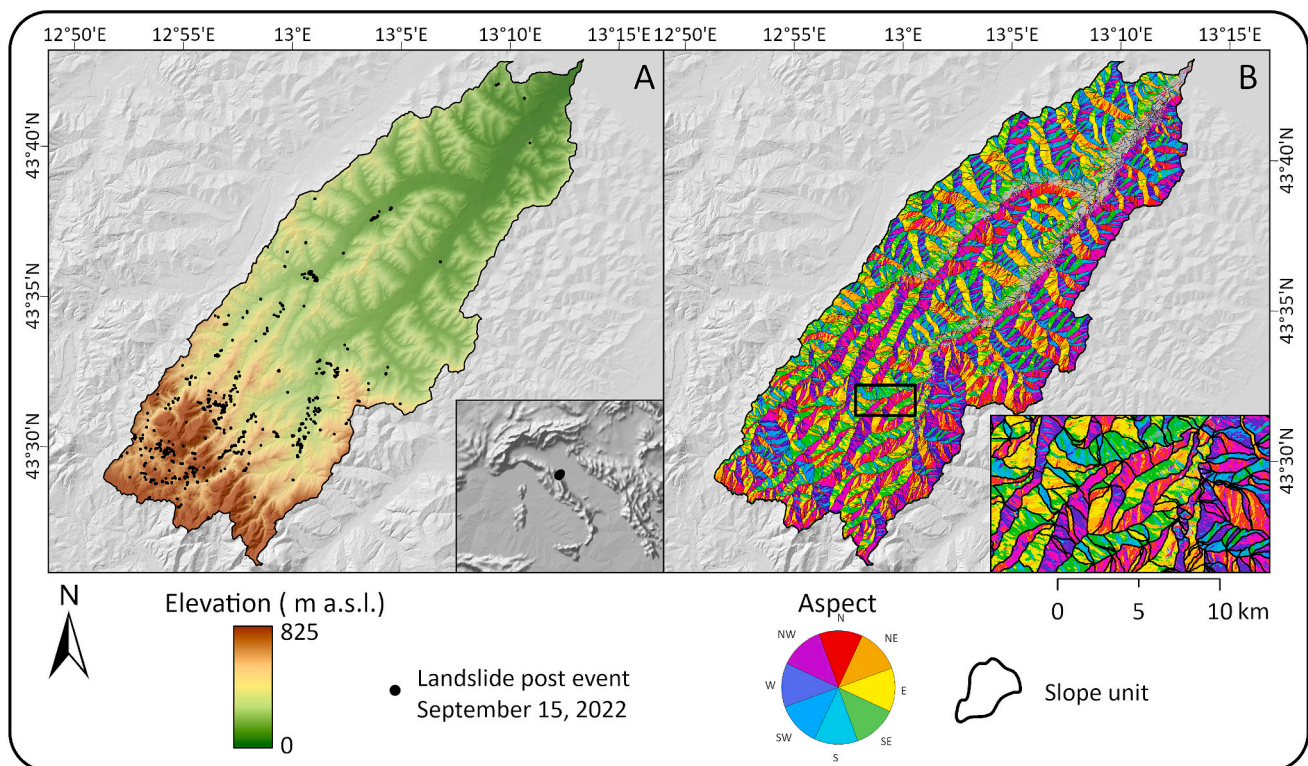 12°50'E 12°55'E 13°E 13°5'E 13°10'E 13°15'E 12°50'E 12°55'E 13°E 13°5'E 13°10'E 13°15'E
A
B
43°40'N
43°35'N
43°30'N
43°40'N
43°35'N
43°30'N
N
Elevation ( m a.s.l.)
825
0
Landslide post event
September 15, 2022
Aspect
N
NE
E
SE
S
SW
W
NW
0 5 10 km
Slope unit